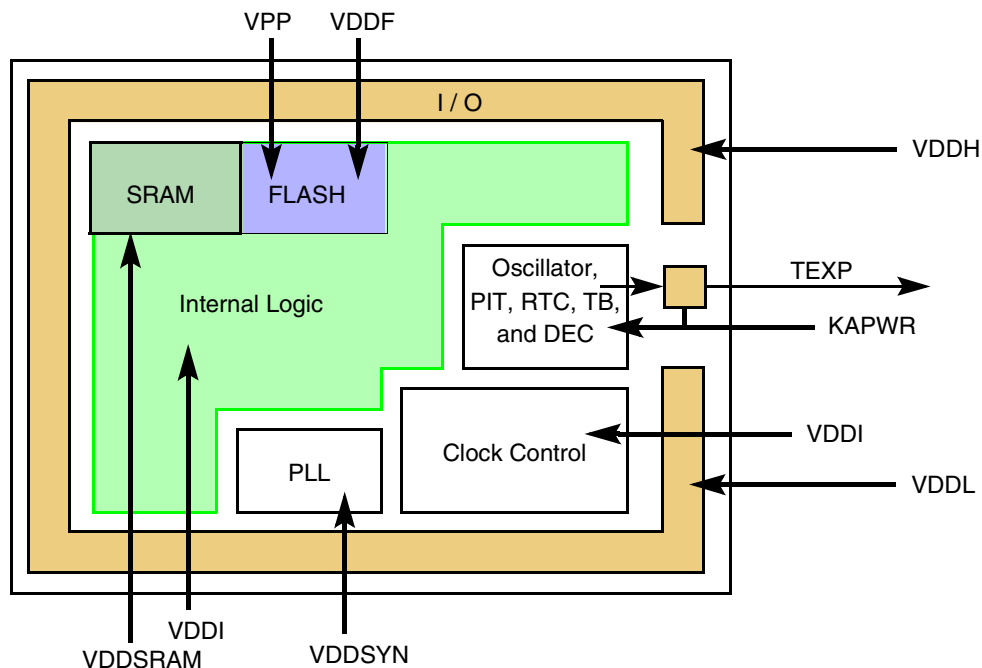 VPP VDDF
I / O
VDDH
SRAM FLASH
Oscillator,
PIT, RTC, TB,
and DEC
TEXP
KAPWR
Internal Logic
VDDI
Clock Control
PLL
VDDL
VDDI
VDDSRAM
VDDSYN